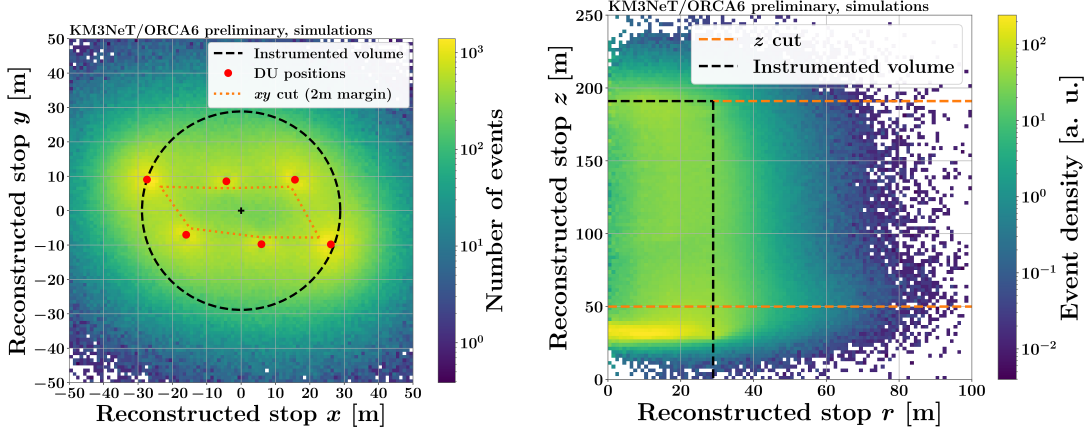 KM3NeT/ORCA6 preliminary, simulations
Instrumented volume
DU positions
xy cut (2m margin)
Reconstructed stop y [m]
50
40
30
20
10
0
−10
−20
−30
−40
−50
−50 −40 −30 −20 −10 0 10 20 30 40 50
Reconstructed stop x [m]
10³
10²
10¹
10⁰
Number of events
KM3NeT/ORCA6 preliminary, simulations
z cut
Instrumented volume
Reconstructed stop z [m]
250
200
150
100
50
0
0 20 40 60 80 100
Reconstructed stop r [m]
10²
10¹
10⁰
10⁻¹
10⁻²
Event density [a. u.]